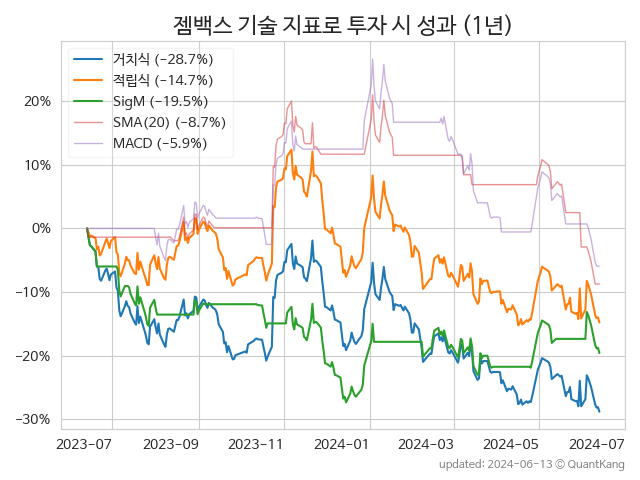 젬백스 기술 지표로 투자 시 성과 (1년)
거치식 (−28.7%)
적립식 (−14.7%)
SigM (−19.5%)
SMA(20) (−8.7%)
MACD (−5.9%)
20%
10%
0%
−10%
−20%
−30%
2023-07 2023-09 2023-11 2024-01 2024-03 2024-05 2024-07
updated: 2024-06-13 © QuantKang